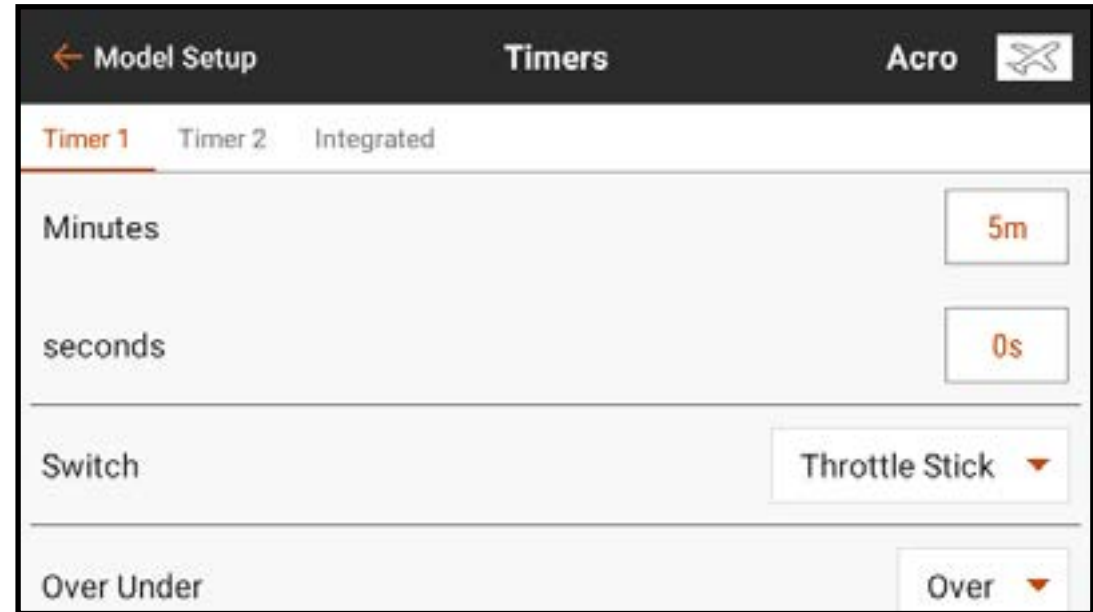 Model Setup Timers Acro
Timer 1 Timer 2 Integrated
Minutes 5m
seconds 0s
Switch Throttle Stick
Over Under Over